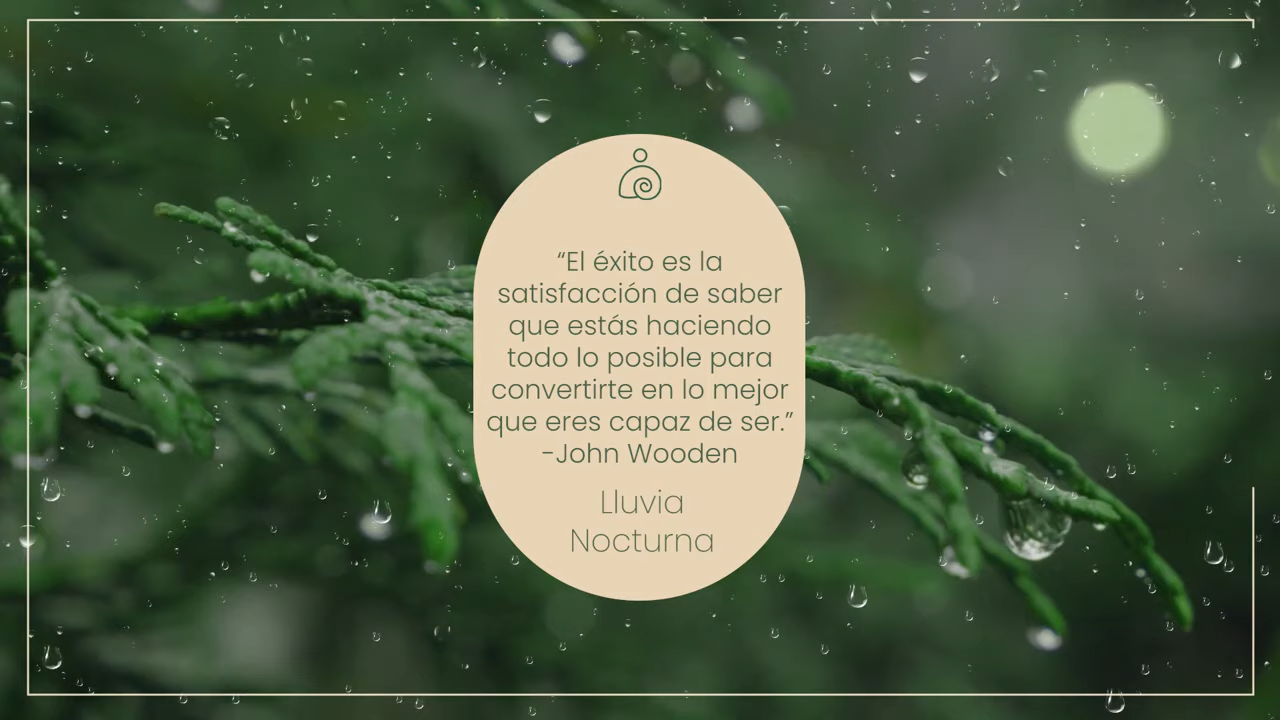 “El éxito es la
satisfacción de saber
que estás haciendo
todo lo posible para
convertirte en lo mejor
que eres capaz de ser.”
-John Wooden
Lluvia
Nocturna